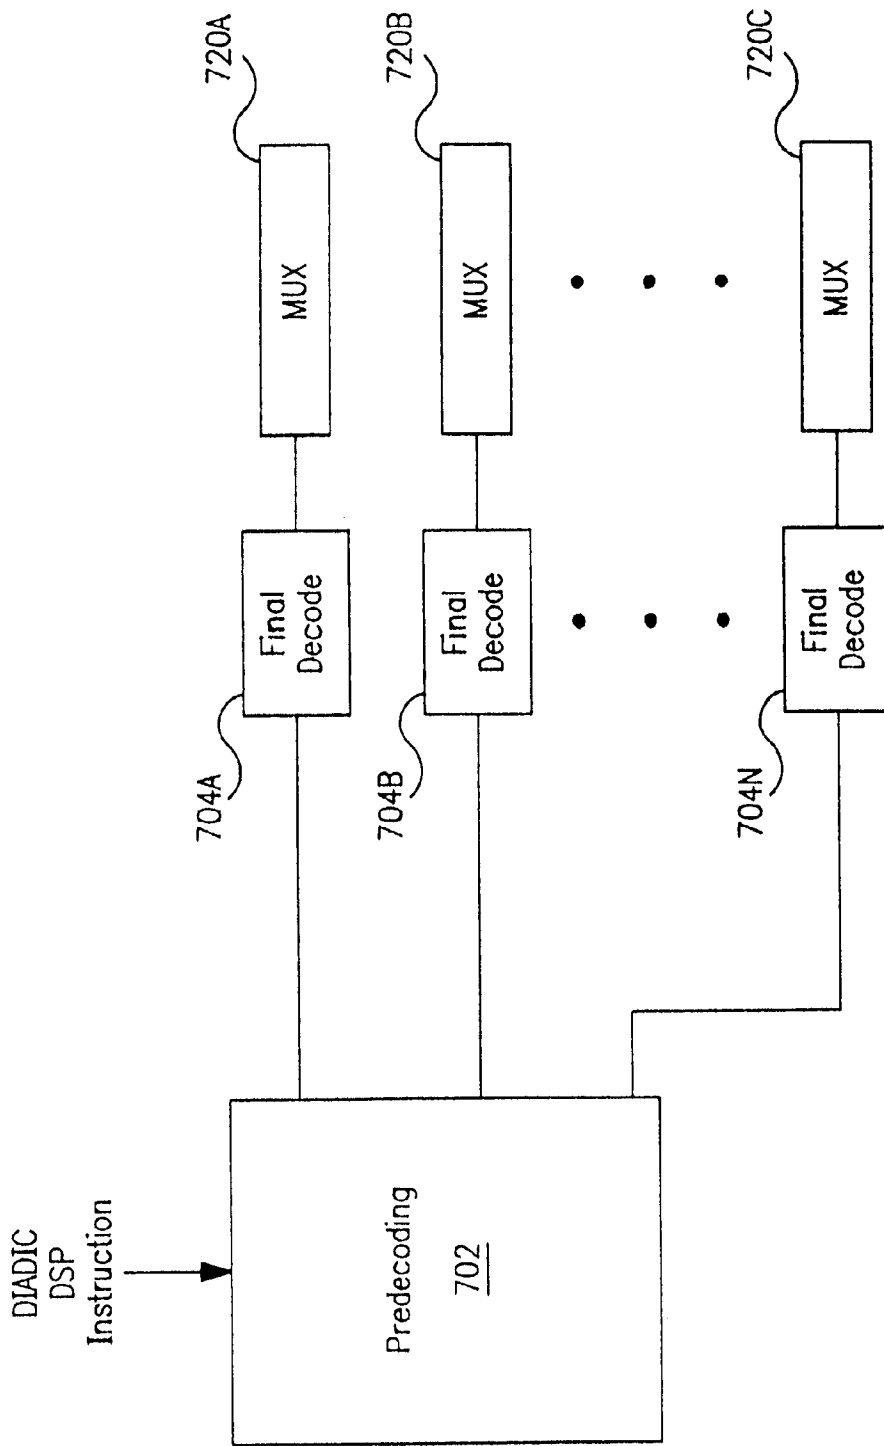 DIADIC
DSP
Instruction
Predecoding
702
704A
Final
Decode
MUX
720A
704B
Final
Decode
MUX
720B
704N
Final
Decode
MUX
720C